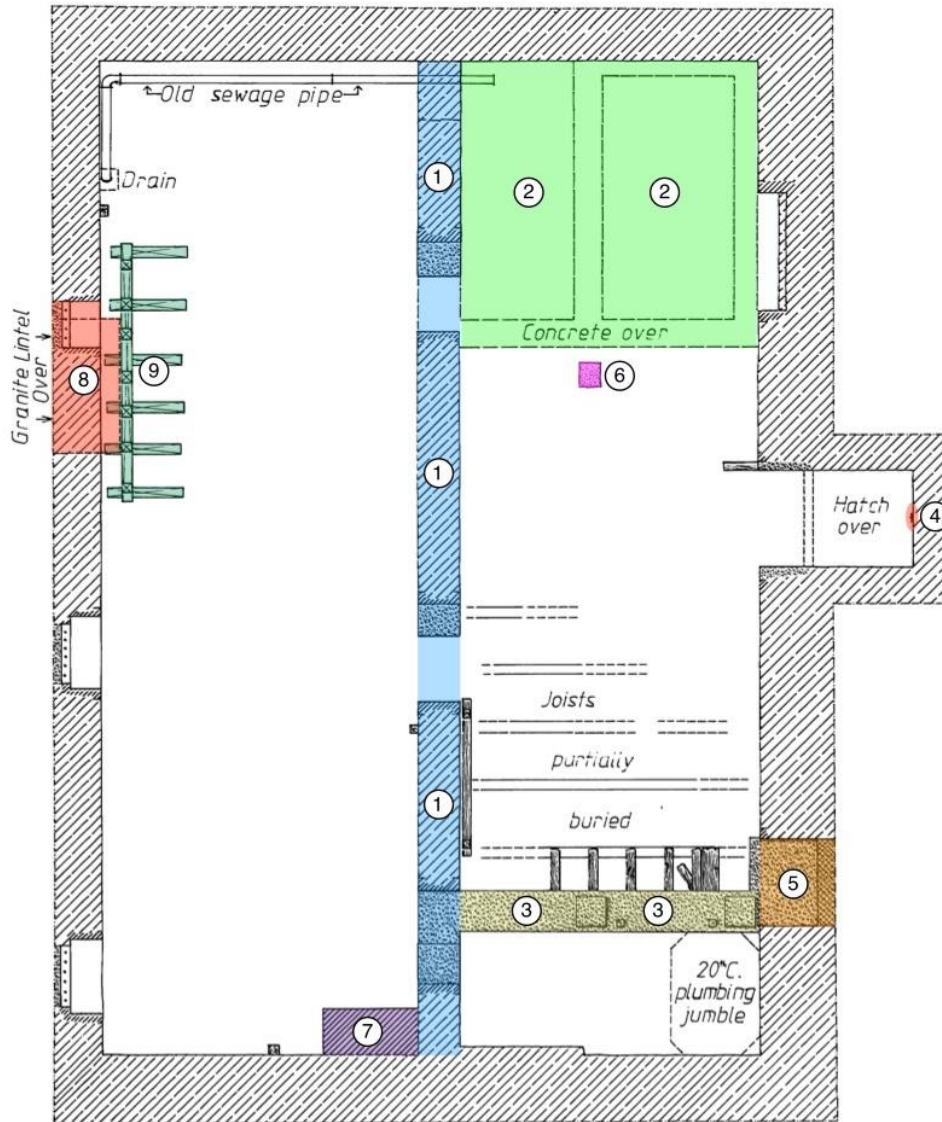 Old sewage pipe
Drain
1
2
2
Concrete over
6
Granite Lintel
Over
8
9
1
Hatch
over
4
Joists
partially
buried
1
5
3
3
20thC.
plumbing
jumble
7